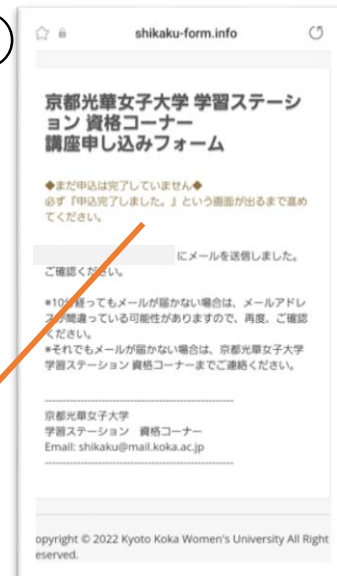 shikaku-form.info
京都光華女子大学 学習ステーシ
ョン 資格コーナー
講座申し込みフォーム
◆まだ申込は完了していません◆
必ず『申込完了しました。』という画面が出るまで進め
てください。
にメールを送信しました。
ご確認ください。
*10分経ってもメールが届かない場合は、メールアドレ
スが間違っている可能性がありますので、再度、ご確認
ください。
*それでもメールが届かない場合は、京都光華女子大学
学習ステーション 資格コーナーまでご連絡ください。
----------------------------------------------------
京都光華女子大学
学習ステーション 資格コーナー
Email: shikaku@mail.koka.ac.jp
----------------------------------------------------
opyright © 2022 Kyoto Koka Women's University All Right
eserved.